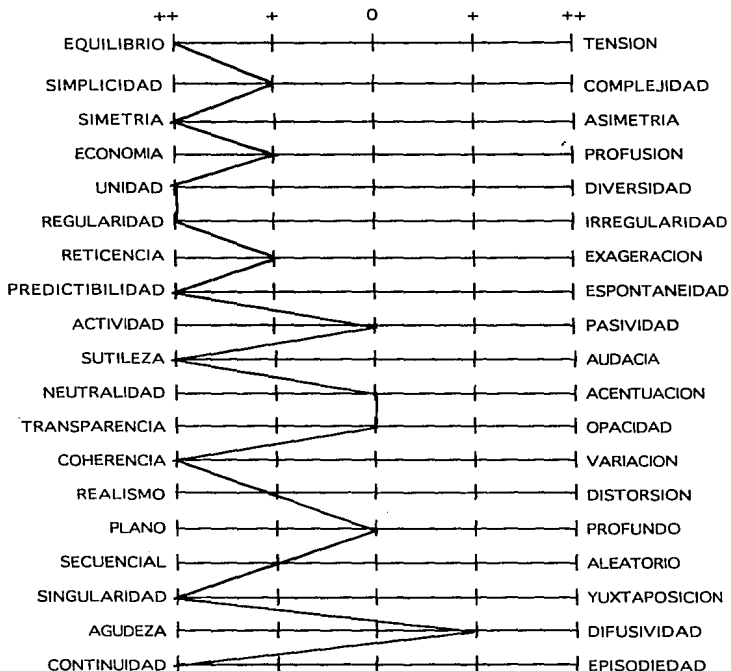 ++ + 0 + ++
EQUILIBRIO TENSION
SIMPLICIDAD COMPLEJIDAD
SIMETRIA ASIMETRIA
ECONOMIA PROFUSION
UNIDAD DIVERSIDAD
REGULARIDAD IRREGULARIDAD
RETICENCIA EXAGERACION
PREDICTIBILIDAD ESPONTANEIDAD
ACTIVIDAD PASIVIDAD
SUTILEZA AUDACIA
NEUTRALIDAD ACENTUACION
TRANSPARENCIA OPACIDAD
COHERENCIA VARIACION
REALISMO DISTORSION
PLANO PROFUNDO
SECUENCIAL ALEATORIO
SINGULARIDAD YUXTAPOSICION
AGUDEZA DIFUSIVIDAD
CONTINUIDAD EPISODIEDAD